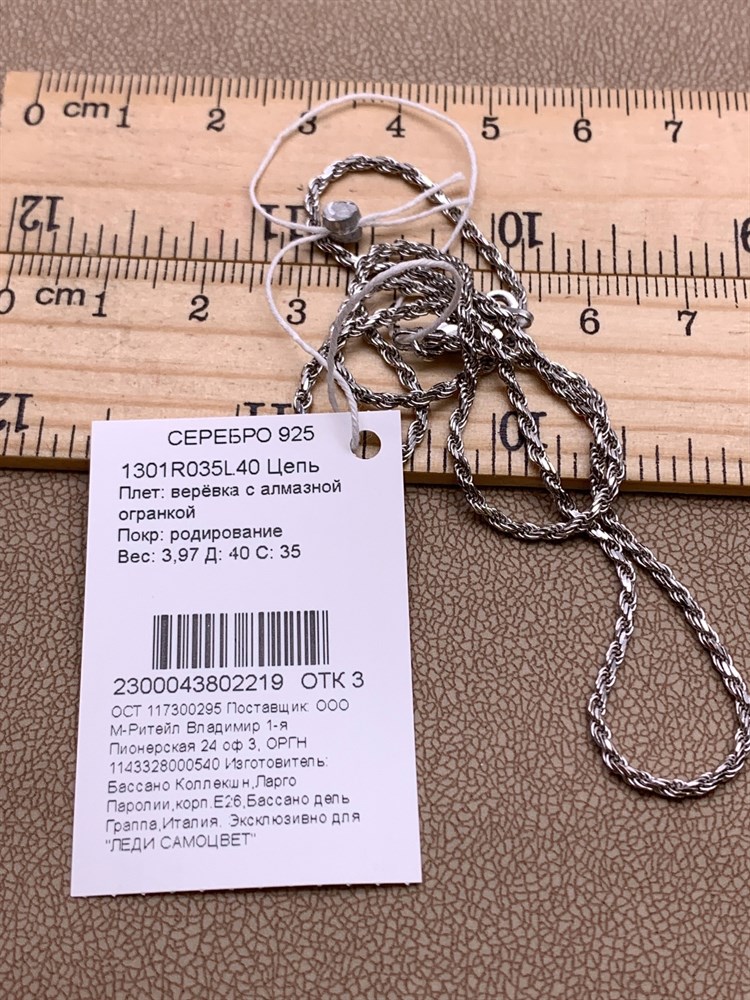 0 cm 1 2 3 4 5 6 7
12 11 10 9
0 cm 1 2 3 6 7
12 11 10 9
СЕРЕБРО 925
1301R035L40 Цепь
Плет: верёвка с алмазной
огранкой
Покр: родирование
Вес: 3,97 Д: 40 С: 35
2300043802219 ОТК 3
ОСТ 117300295 Поставщик: ООО
М-Ритейл Владимир 1-я
Пионерская 24 оф 3, ОРГН
1143328000540 Изготовитель:
Бассано Коллекшн,Ларго
Паролии,корп.Е26,Бассано дель
Граппа,Италия. Эксклюзивно для
"ЛЕДИ САМОЦВЕТ"